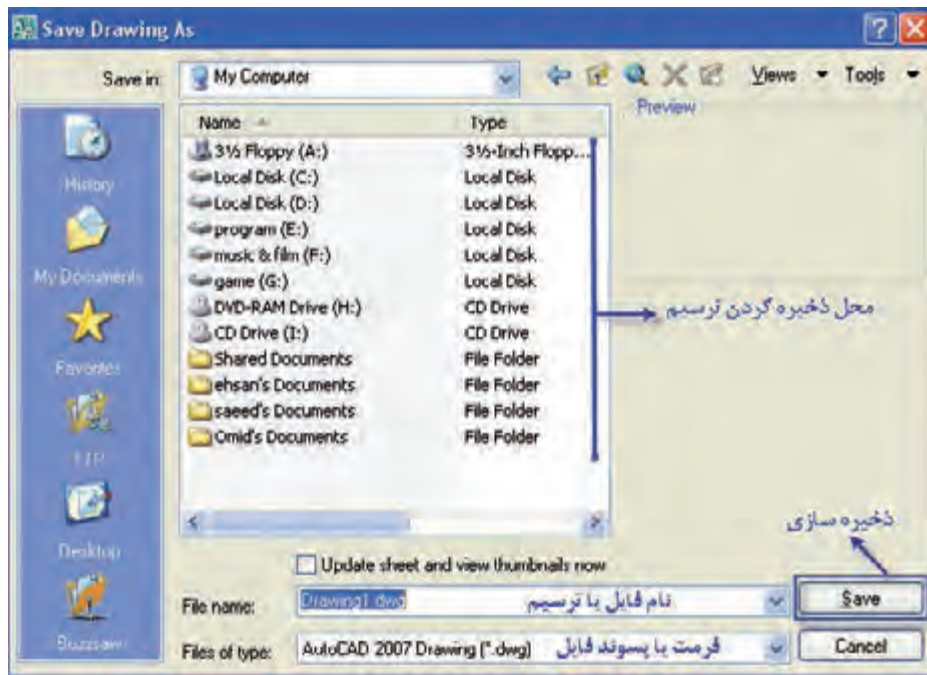 Save Drawing As
Save in: My Computer Views Tools
Preview
Name Type
3½ Floppy (A:) 3½-Inch Flopp...
Local Disk (C:) Local Disk
Local Disk (D:) Local Disk
program (E:) Local Disk
music & film (F:) Local Disk
game (G:) Local Disk
DVD-RAM Drive (H:) CD Drive
CD Drive (I:) CD Drive
Shared Documents File Folder
ehsan's Documents File Folder
saeed's Documents File Folder
Omid's Documents File Folder
محل ذخیره کردن ترسیم
History
My Documents
Favorites
FTP
Desktop
Buzzsaw
ذخیره سازی
Update sheet and view thumbnails now
File name: Drawing1.dwg نام فایل یا ترسیم Save
Files of type: AutoCAD 2007 Drawing (*.dwg) فرمت یا پسوند فایل Cancel